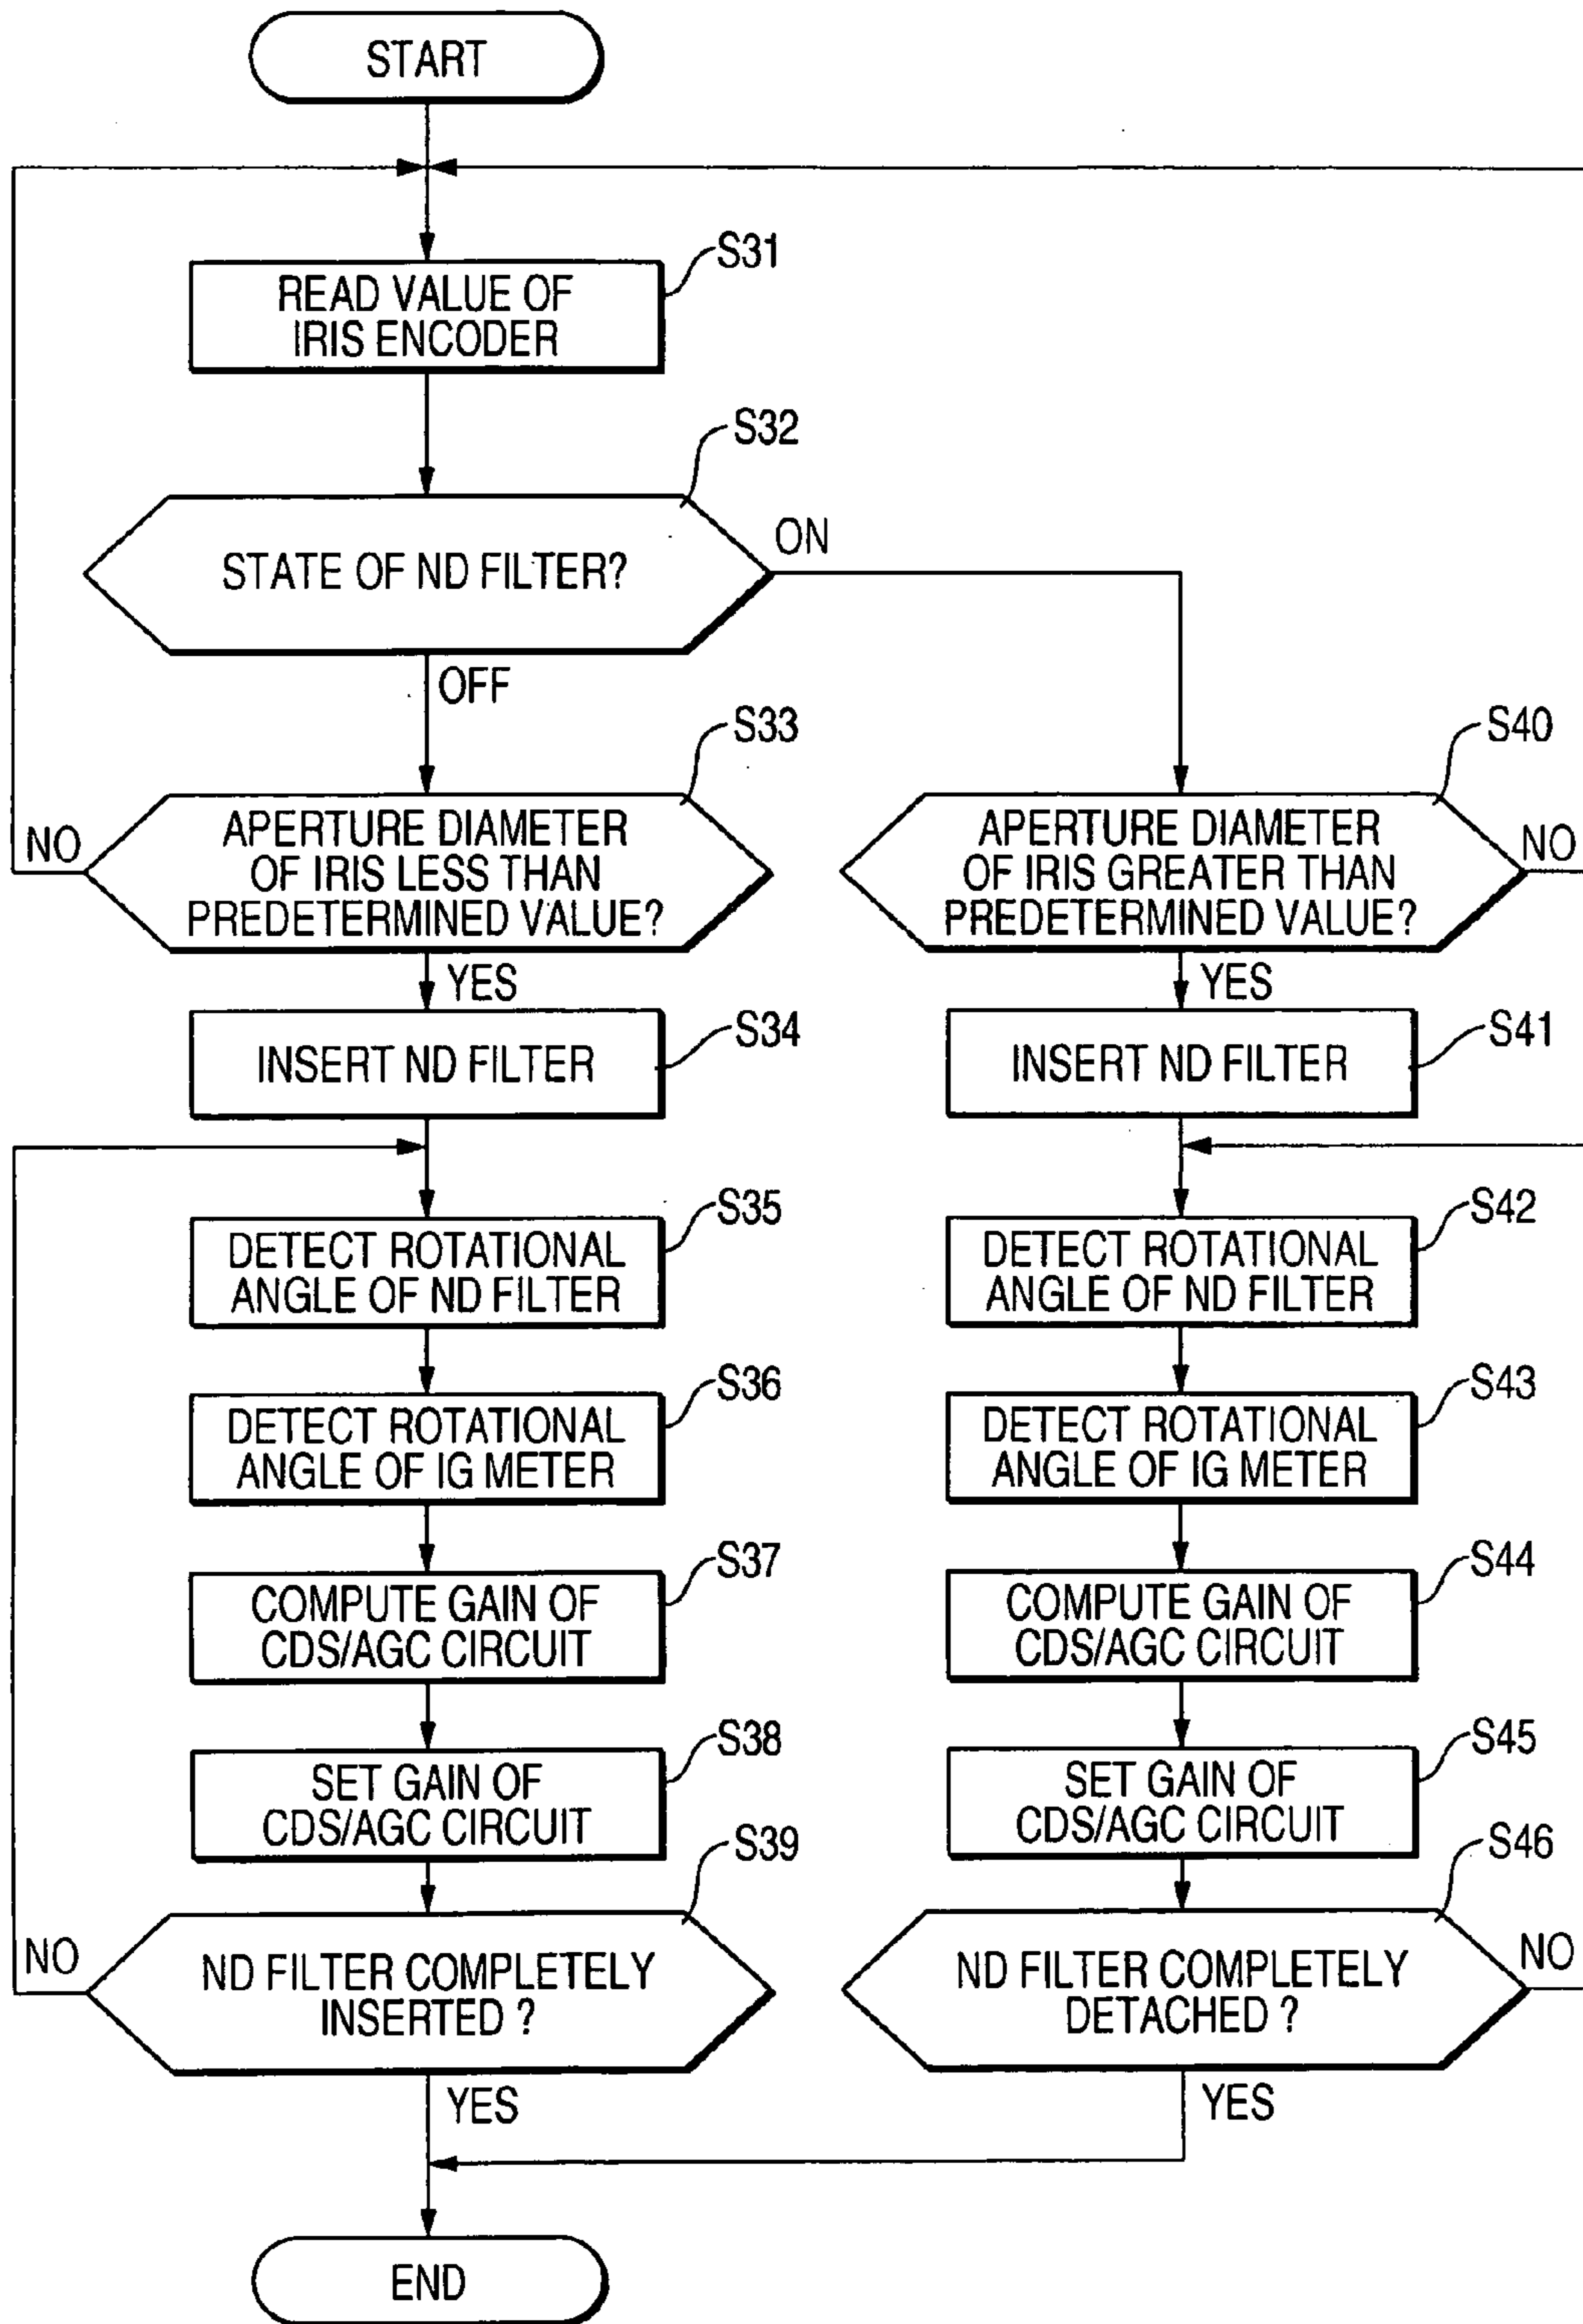 START
S31
READ VALUE OF
IRIS ENCODER
S32
STATE OF ND FILTER?
ON
OFF
S33
APERTURE DIAMETER
OF IRIS LESS THAN
PREDETERMINED VALUE?
NO
YES
S40
APERTURE DIAMETER
OF IRIS GREATER THAN
PREDETERMINED VALUE?
NO
YES
S34
INSERT ND FILTER
S41
INSERT ND FILTER
S35
DETECT ROTATIONAL
ANGLE OF ND FILTER
S42
DETECT ROTATIONAL
ANGLE OF ND FILTER
S36
DETECT ROTATIONAL
ANGLE OF IG METER
S43
DETECT ROTATIONAL
ANGLE OF IG METER
S37
COMPUTE GAIN OF
CDS/AGC CIRCUIT
S44
COMPUTE GAIN OF
CDS/AGC CIRCUIT
S38
SET GAIN OF
CDS/AGC CIRCUIT
S45
SET GAIN OF
CDS/AGC CIRCUIT
S39
ND FILTER COMPLETELY
INSERTED ?
NO
YES
S46
ND FILTER COMPLETELY
DETACHED ?
NO
YES
END